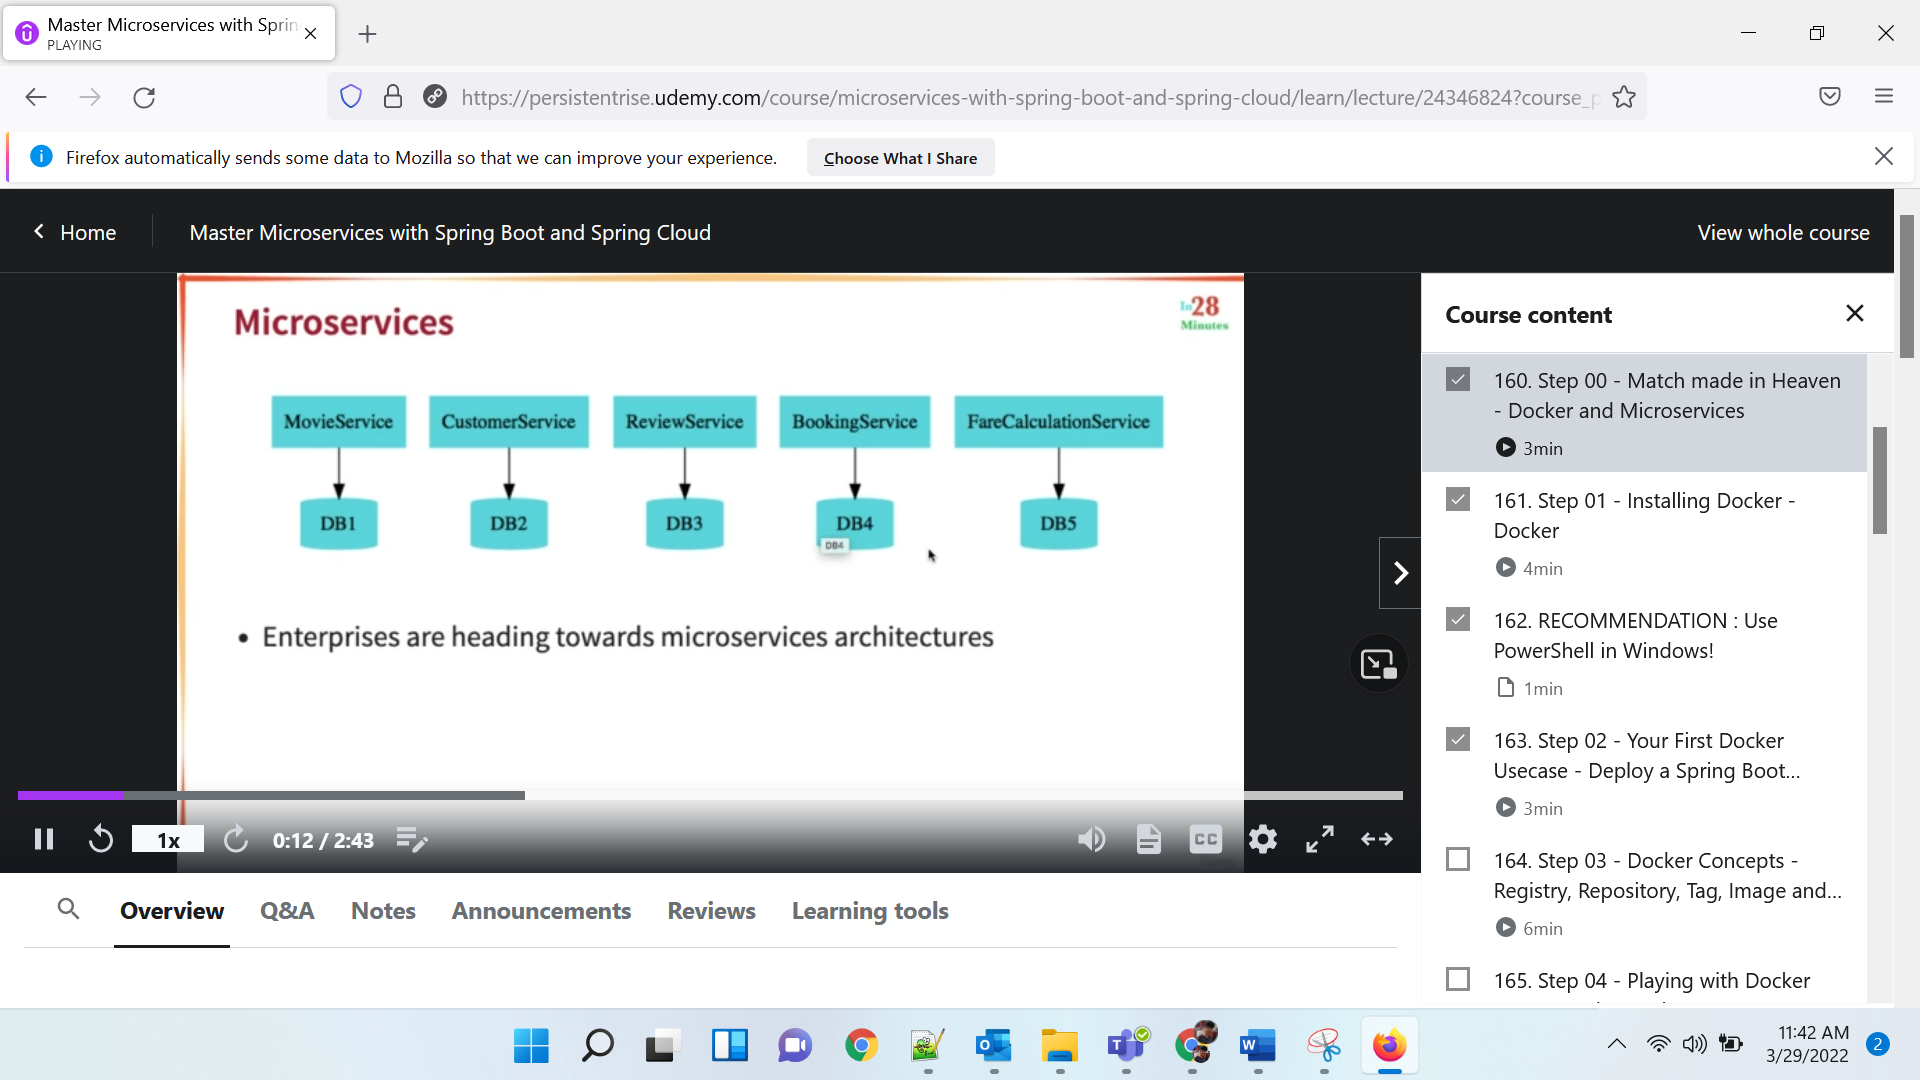 Master Microservices with Sprin
PLAYING
https://persistentrise.udemy.com/course/microservices-with-spring-boot-and-spring-cloud/learn/lecture/24346824?course_p
Firefox automatically sends some data to Mozilla so that we can improve your experience.
Choose What I Share
Home
Master Microservices with Spring Boot and Spring Cloud
View whole course
Microservices
In 28
Minutes
MovieService
CustomerService
ReviewService
BookingService
FareCalculationService
DB1
DB2
DB3
DB4
DB5
DB4
• Enterprises are heading towards microservices architectures
1x
0:12 / 2:43
CC
Course content
160. Step 00 - Match made in Heaven
- Docker and Microservices
3min
161. Step 01 - Installing Docker -
Docker
4min
162. RECOMMENDATION : Use
PowerShell in Windows!
1min
163. Step 02 - Your First Docker
Usecase - Deploy a Spring Boot...
3min
164. Step 03 - Docker Concepts -
Registry, Repository, Tag, Image and...
6min
165. Step 04 - Playing with Docker
Overview
Q&A
Notes
Announcements
Reviews
Learning tools
11:42 AM
3/29/2022
2